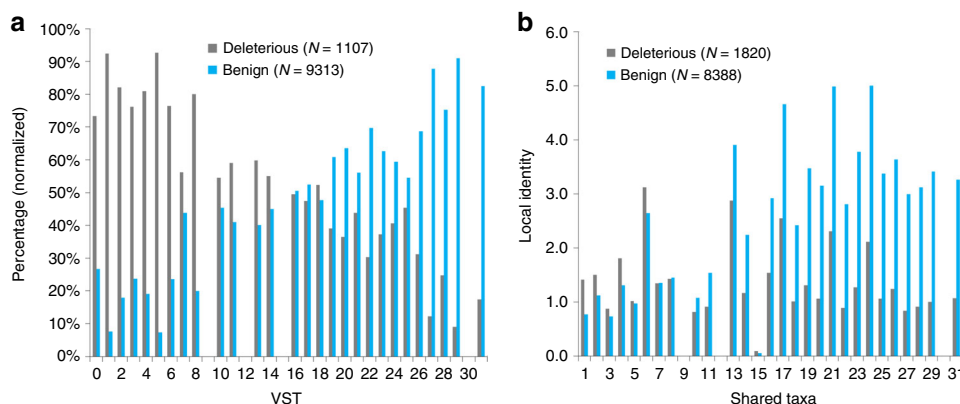 a
Percentage (normalized)
100%
90%
80%
70%
60%
50%
40%
30%
20%
10%
0%
Deleterious (N = 1107)
Benign (N = 9313)
0 2 4 6 8 10 12 14 16 18 20 22 24 26 28 30
VST
b
Local identity
6.0
5.0
4.0
3.0
2.0
1.0
0.0
Deleterious (N = 1820)
Benign (N = 8388)
1 3 5 7 9 11 13 15 17 19 21 23 25 27 29 31
Shared taxa